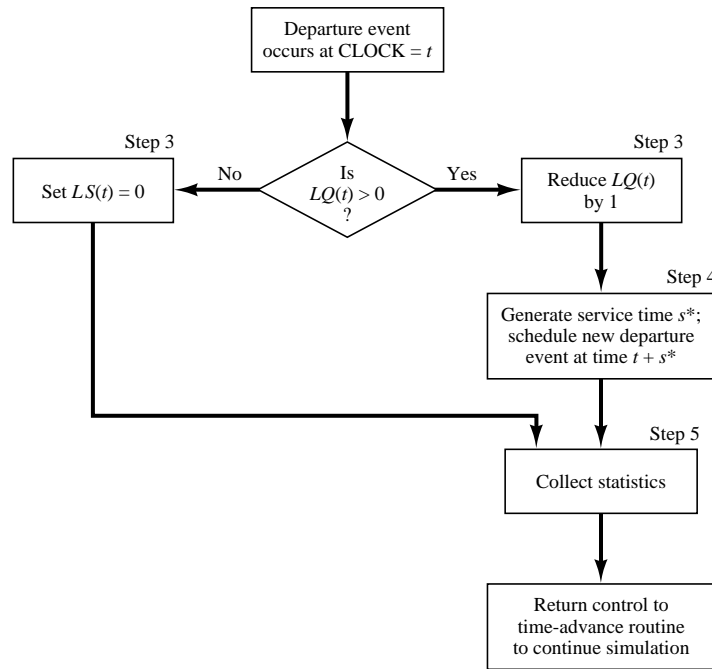 Departure event
occurs at CLOCK = t
Step 3
Set LS(t) = 0
No
Is
LQ(t) > 0
?
Yes
Step 3
Reduce LQ(t)
by 1
Step 4
Generate service time s*;
schedule new departure
event at time t + s*
Step 5
Collect statistics
Return control to
time-advance routine
to continue simulation